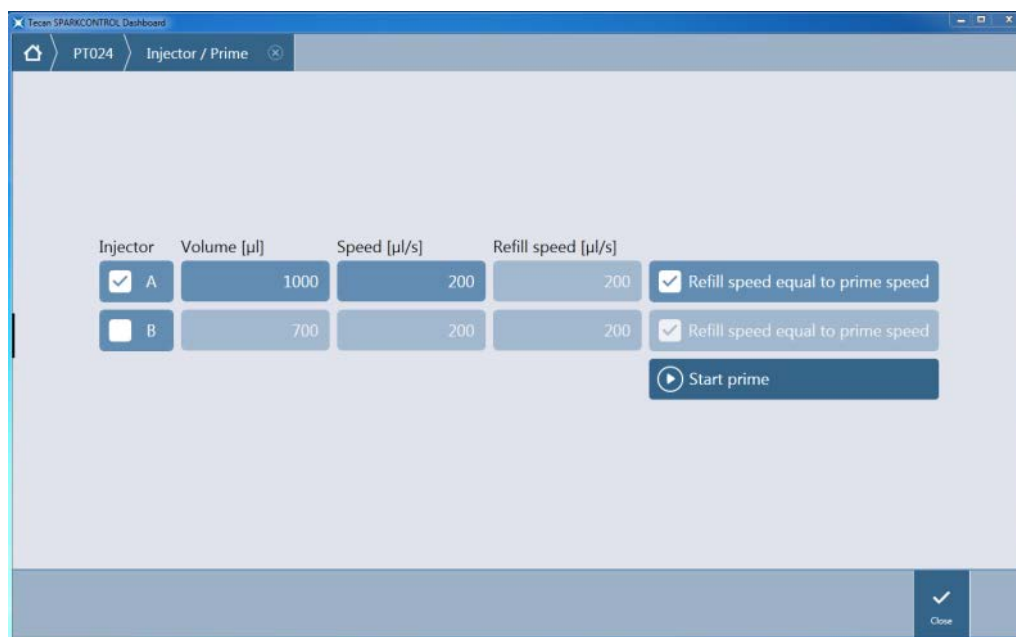 Tecan SPARKCONTROL Dashboard
PT024 Injector / Prime
Injector Volume [µl] Speed [µl/s] Refill speed [µl/s]
A 1000 200 200 Refill speed equal to prime speed
B 700 200 200 Refill speed equal to prime speed
Start prime
Close